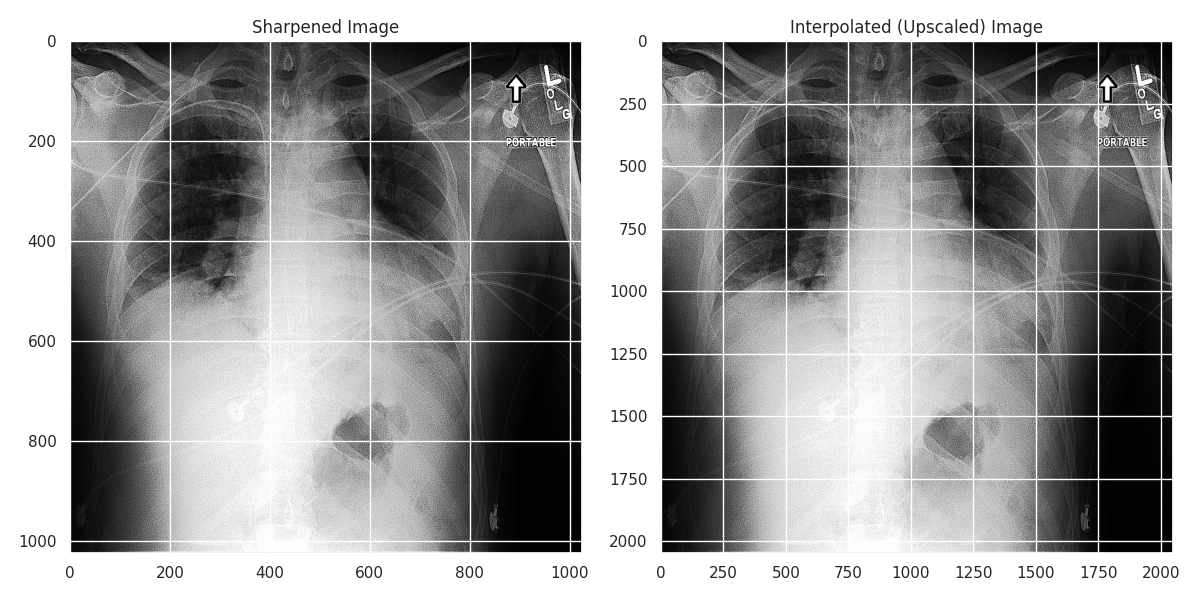 Sharpened Image
0
200
400
600
800
1000
0 200 400 600 800 1000
L
O
L
G
PORTABLE
Interpolated (Upscaled) Image
0
250
500
750
1000
1250
1500
1750
2000
0 250 500 750 1000 1250 1500 1750 2000
L
O
L
G
PORTABLE